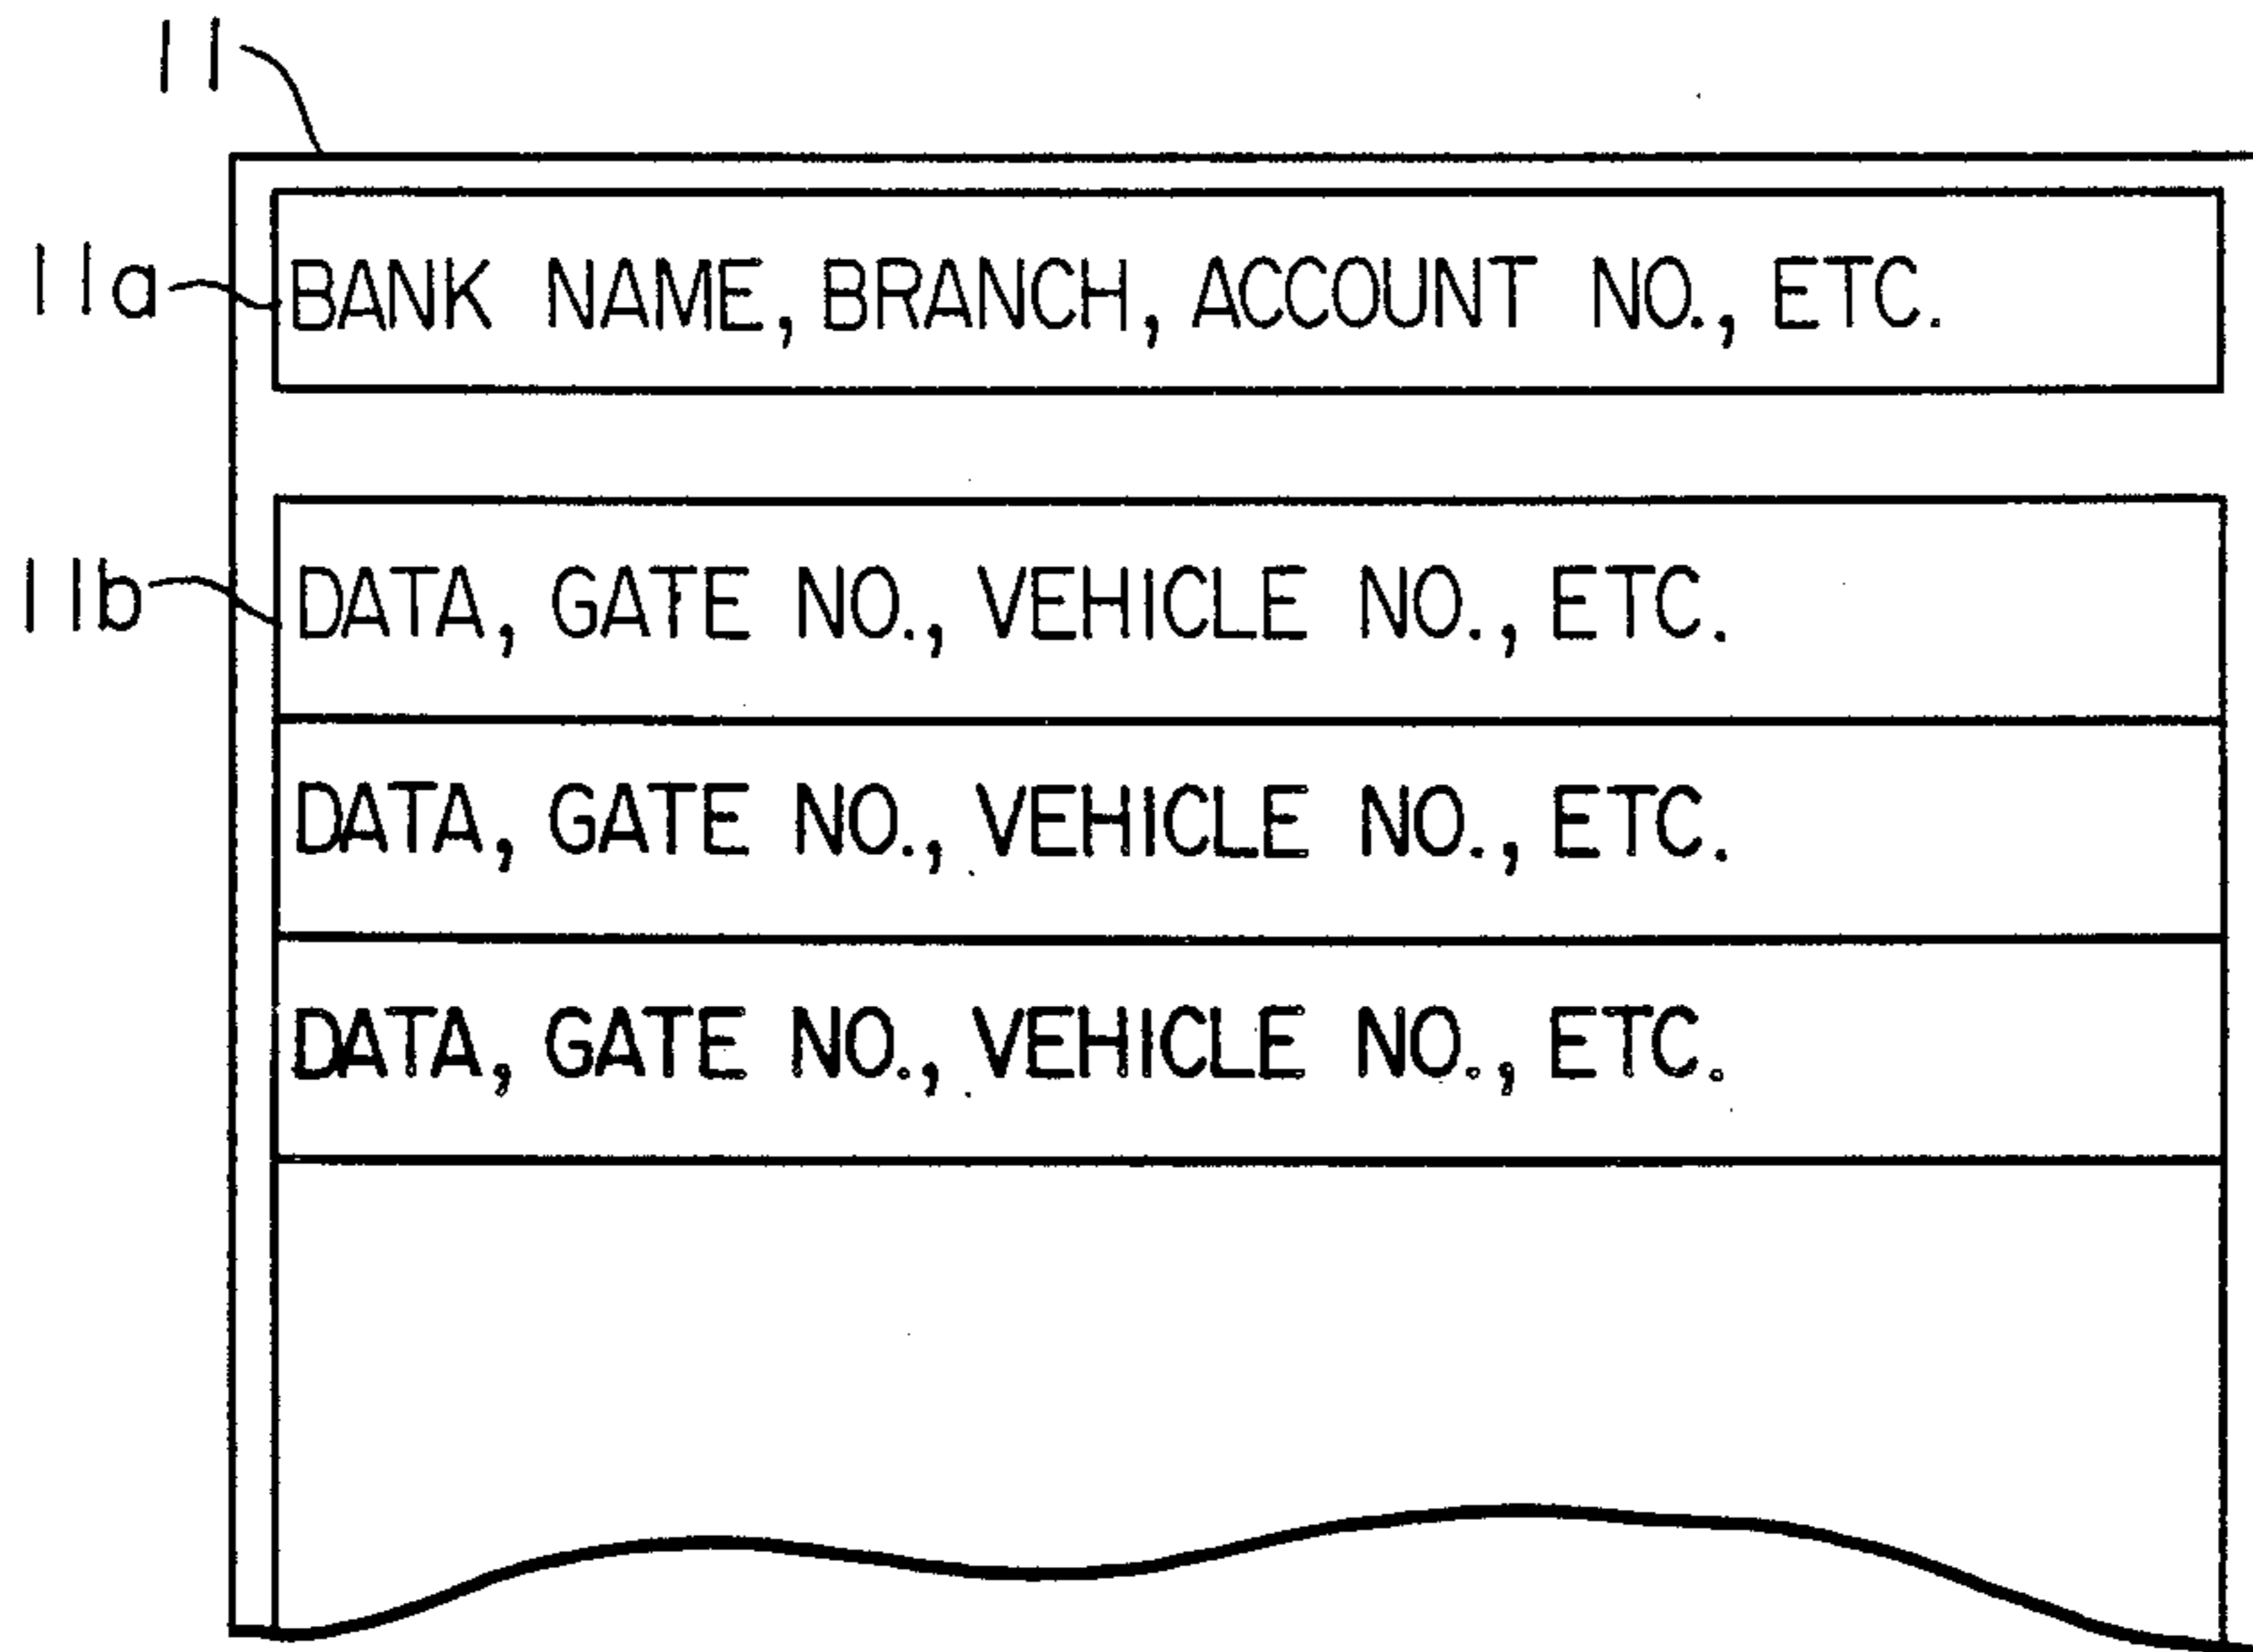 11
11a BANK NAME, BRANCH, ACCOUNT NO., ETC.
11b DATA, GATE NO., VEHICLE NO., ETC.
DATA, GATE NO., VEHICLE NO., ETC.
DATA, GATE NO., VEHICLE NO., ETC.